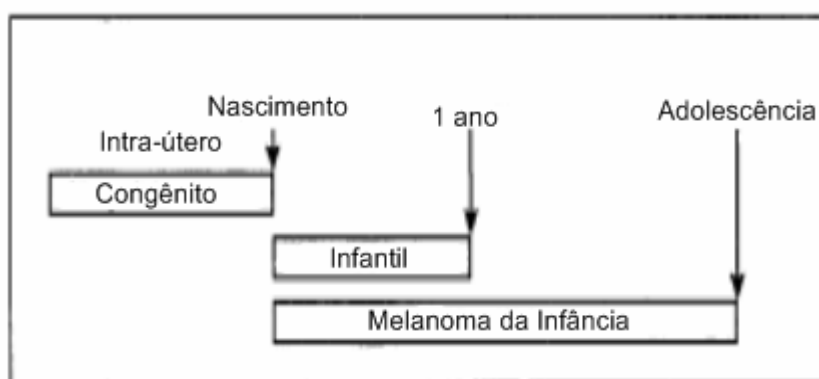 Nascimento
1 ano
Adolescência
Intra-útero
Congênito
Infantil
Melanoma da Infância